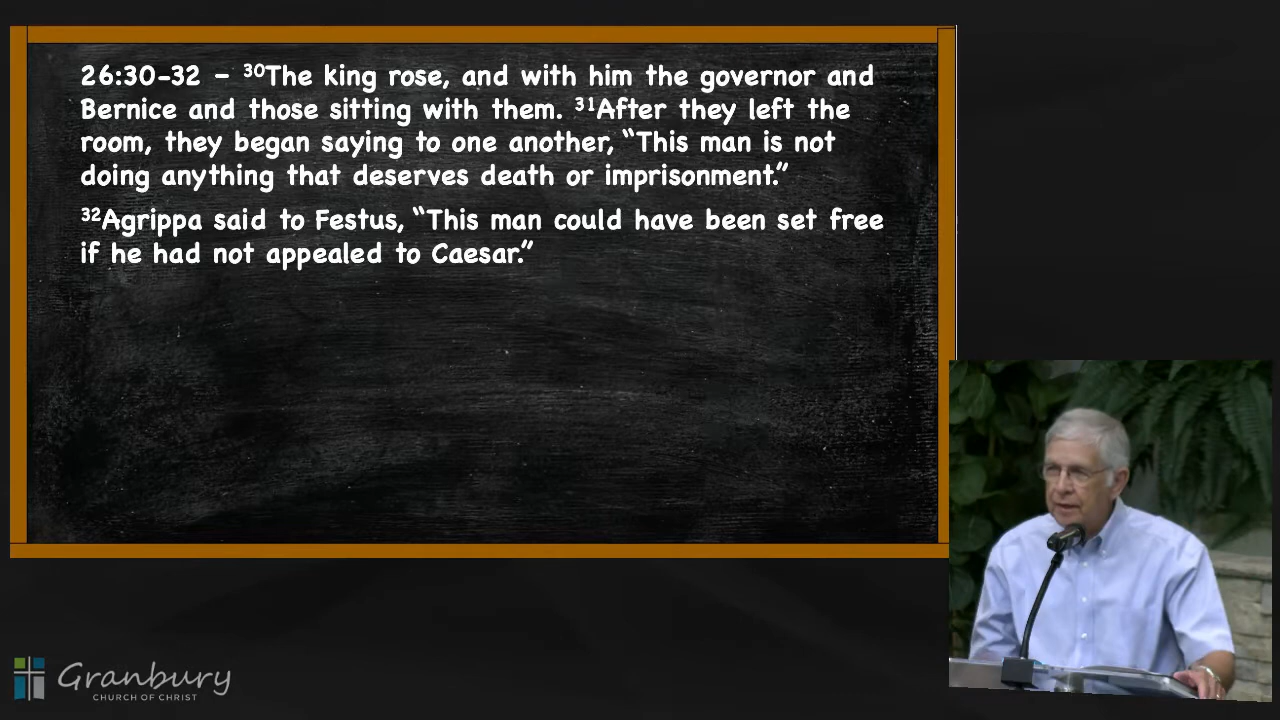 26:30-32 – ³⁰The king rose, and with him the governor and
Bernice and those sitting with them. ³¹After they left the
room, they began saying to one another, “This man is not
doing anything that deserves death or imprisonment.”
³²Agrippa said to Festus, “This man could have been set free
if he had not appealed to Caesar.”
Granbury
CHURCH OF CHRIST